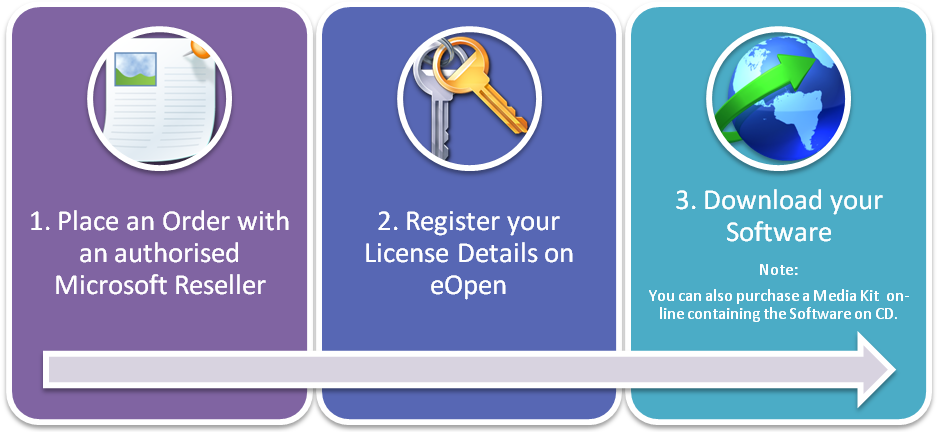 1. Place an Order with
an authorised
Microsoft Reseller
2. Register your
License Details on
eOpen
3. Download your
Software
Note:
You can also purchase a Media Kit on-
line containing the Software on CD.